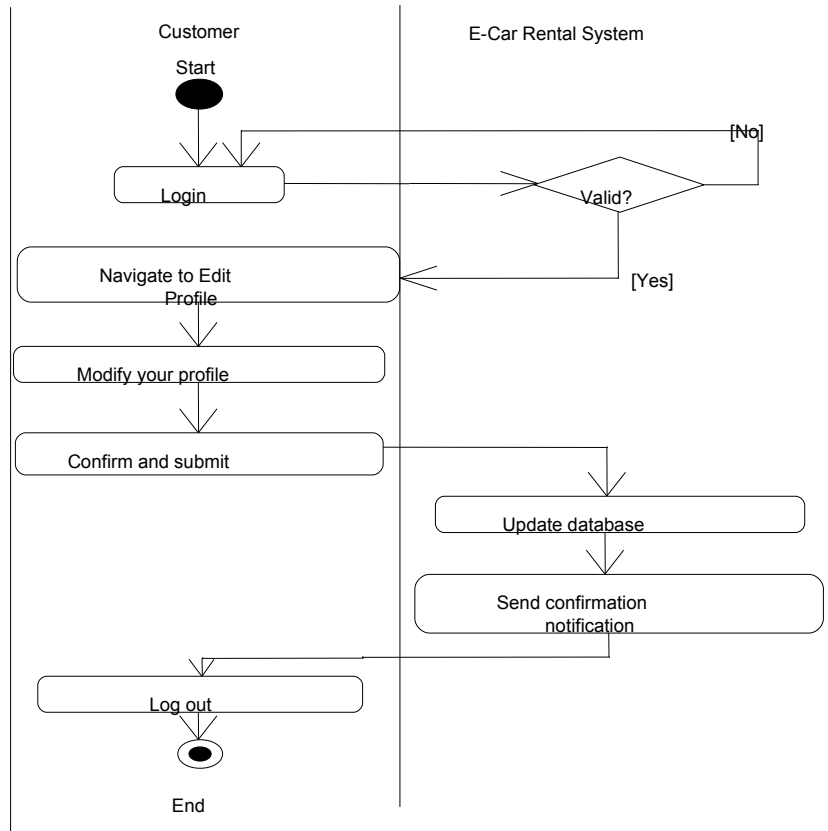 Customer
E-Car Rental System
Start
[No]
Login
Valid?
Navigate to Edit
Profile
[Yes]
Modify your profile
Confirm and submit
Update database
Send confirmation
notification
Log out
End